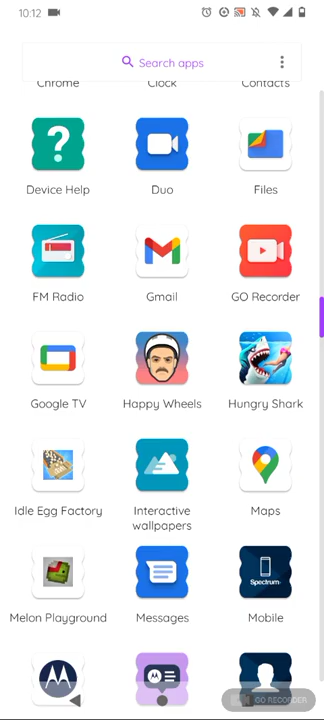 10:12
Search apps
Chrome Clock Contacts
?
Device Help Duo Files
FM Radio Gmail GO Recorder
Google TV Happy Wheels Hungry Shark
Idle Egg Factory Interactive wallpapers Maps
Spectrum
Melon Playground Messages Mobile
GO RECORDER